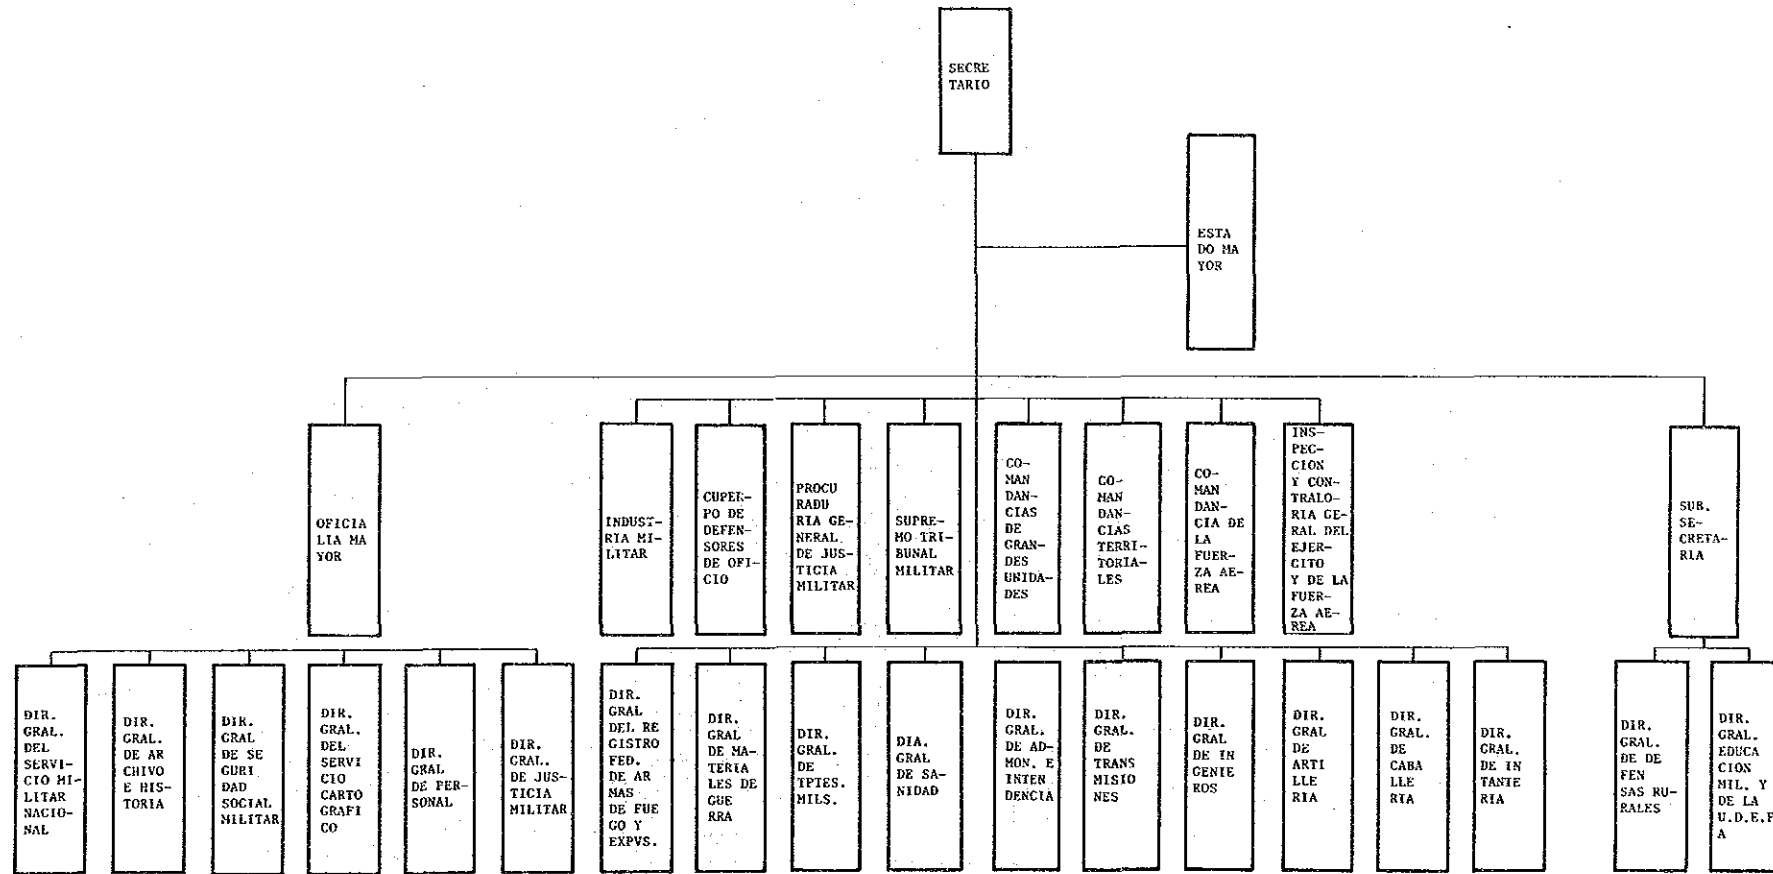 SECRE
TARIO
ESTA
DO MA
YOR
OFICIA
LIA MA
YOR
INDUST-
RIA MI-
LITAR
CUPER-
PO DE
DEFEN-
SORES
DE OFI-
CIO
PROCU
RADU
RIA GE-
NERAL
DE JUS-
TICIA
MILITAR
SUPRE-
MO TRI-
BUNAL
MILITAR
CO-
MAN
DAN-
CIAS
DE
GRAN-
DES
UNIDA-
DES
CO-
MAN
DAN-
CIAS
TERRI-
TORIA-
LES
CO-
MAN
DAN-
CIA DE
LA
FUER-
ZA AE-
REA
INS-
PEC-
CION
Y CON-
TRALO-
RIA GE-
RAL DEL
EJER-
CITO
Y DE LA
FUER-
ZA AE-
REA
SUB.
SE-
CRETA-
RIA
DIR.
GRAL.
DEL
SERVI-
CIO MI-
LITAR
NACIO-
NAL
DIR.
GRAL.
DE AR
CHIVO
E HIS-
TORIA
DIR.
GRAL
DE SE
GURI
DAD
SOCIAL
MILITAR
DIR.
GRAL.
DEL
SERVI
CIO
CARTO
GRAFI
CO
DIR.
GRAL
DE PER-
SONAL
DIR.
GRAL.
DE JUS-
TICIA
MILITAR
DIR.
GRAL
DEL RE
GISTRO
FED.
DE AR
MAS
DE FUE
GO Y
EXPVS.
DIR.
GRAL
DE MA-
TERIA
LES DE
GUE
RRA
DIR.
GRAL.
DE
TPTES.
MILS.
DIA.
GRAL
DE SA-
NIDAD
DIR.
GRAL.
DE AD-
MON. E
INTEN
DENCIA
DIR.
GRAL.
DE
TRANS
MISIO
NES
DIR.
GRAL
DE IN
GENIE
ROS
DIR.
GRAL
DE
ARTI
LLE
RIA
DIR.
GRAL.
DE
CABA
LLE
RIA
DIR.
GRAL.
DE IN
TANTE
RIA
DIR.
GRAL.
DE DE
FEN
SAS RU-
RALES
DIR.
GRAL.
EDUCA
CION
MIL. Y
DE LA
U.D.E.F
A